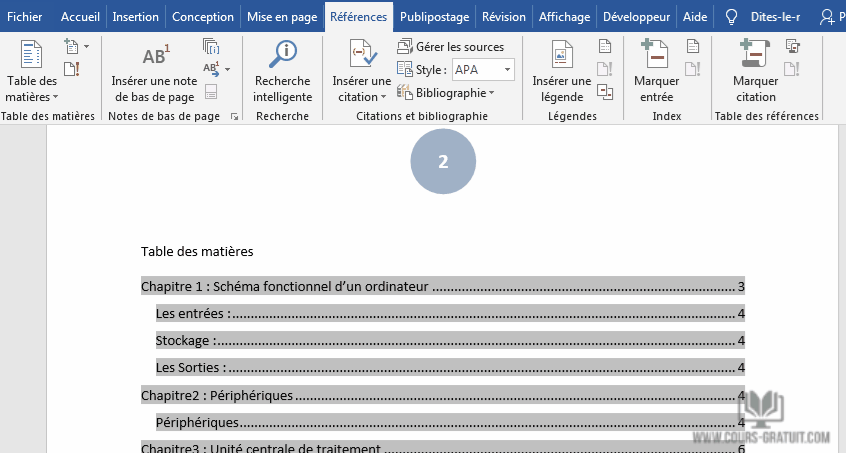 Fichier Accueil Insertion Conception Mise en page Références Publipostage Révision Affichage Développeur Aide Dites-le-r P
Table des matières
AB¹ Insérer une note de bas de page
AB
Recherche intelligente
Insérer une citation
Gérer les sources
Style : APA
Bibliographie
Insérer une légende
Marquer entrée
Marquer citation
Table des matières Notes de bas de page Recherche Citations et bibliographie Légendes Index Table des références
2
Table des matières
Chapitre 1 : Schéma fonctionnel d’un ordinateur ........ 3
Les entrées : ........ 4
Stockage : ........ 4
Les Sorties : ........ 4
Chapitre2 : Périphériques ........ 4
Périphériques ........ 4
Chapitre3 : Unité centrale de traitement ........ 6
WWW.COURS-GRATUIT.COM